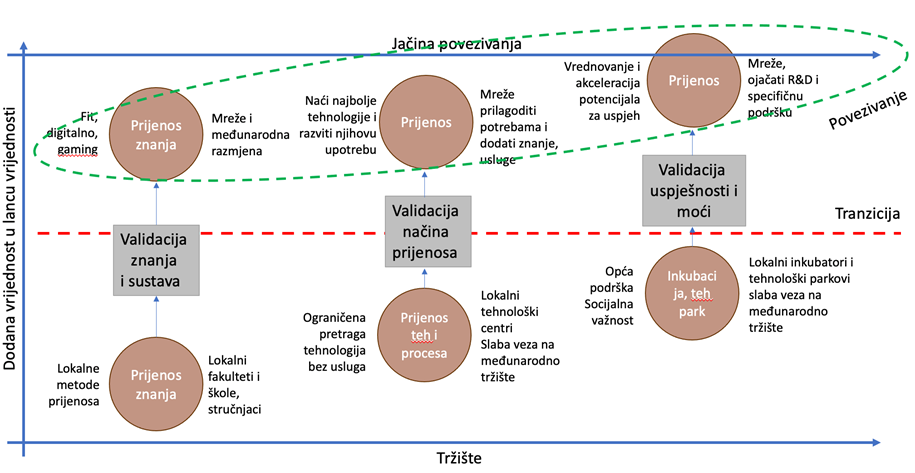 Jačina povezivanja
Dodana vrijednost u lancu vrijednosti
Fit,
digitalno,
gaming
Prijenos
znanja
Mreže i
međunarodna
razmjena
Naći najbolje
tehnologije i
razviti njihovu
upotrebu
Prijenos
Mreže
prilagoditi
potrebama i
dodati znanje,
usluge
Vrednovanje i
akceleracija
potencijala
za uspjeh
Prijenos
Mreže,
ojačati R&D i
specifičnu
podršku
Povezivanje
Validacija
znanja
i sustava
Validacija
načina
prijenosa
Validacija
uspješnosti i
moći
Tranzicija
Lokalne
metode
prijenosa
Prijenos
znanja
Lokalni
fakulteti i
škole,
stručnjaci
Ograničena
pretraga
tehnologija
bez usluga
Prijenos
teh i
procesa
Lokalni
tehnološki
centri
Slaba veza na
međunarodno
tržište
Opća
podrška
Socijalna
važnost
Inkubaci
ja, teh
park
Lokalni inkubatori i
tehnološki parkovi
slaba veza na
međunarodno
tržište
Tržište